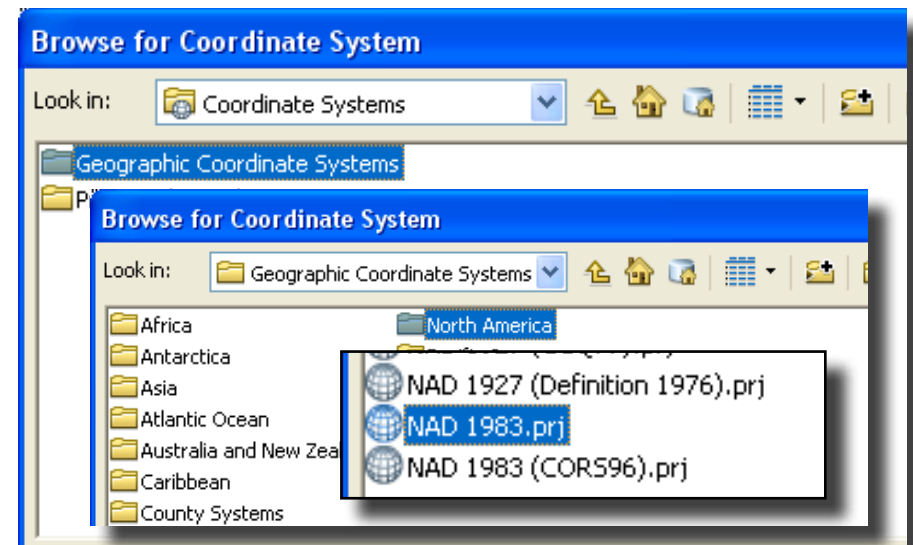 Browse for Coordinate System
Look in: Coordinate Systems
Geographic Coordinate Systems
Browse for Coordinate System
Look in: Geographic Coordinate Systems
Africa
North America
Antarctica
Asia
Atlantic Ocean
Australia and New Zea
Caribbean
County Systems
NAD 1927 (Definition 1976).prj
NAD 1983.prj
NAD 1983 (CORS96).prj